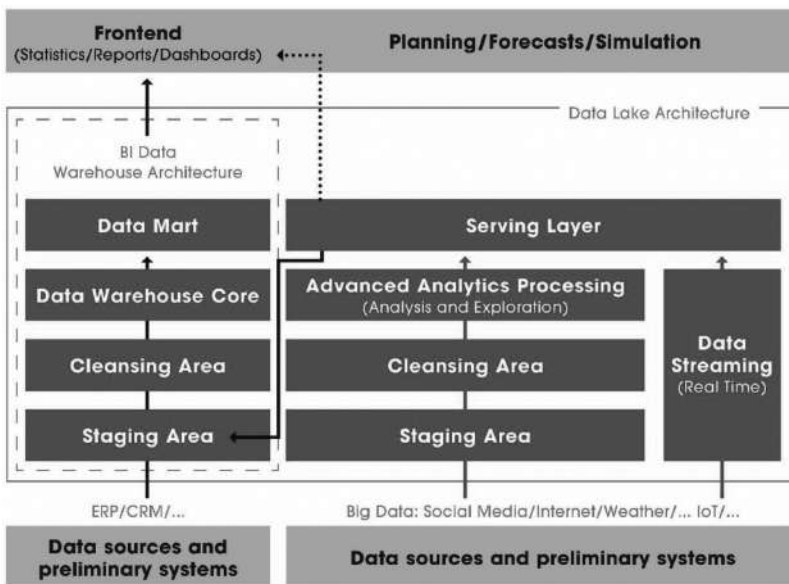 Frontend
(Statistics/Reports/Dashboards)
Planning/Forecasts/Simulation
Data Lake Architecture
BI Data
Warehouse Architecture
Data Mart
Serving Layer
Data Warehouse Core
Advanced Analytics Processing
(Analysis and Exploration)
Cleansing Area
Cleansing Area
Data
Streaming
(Real Time)
Staging Area
Staging Area
ERP/CRM/...
Big Data: Social Media/Internet/Weather/... IoT/...
Data sources and
preliminary systems
Data sources and preliminary systems